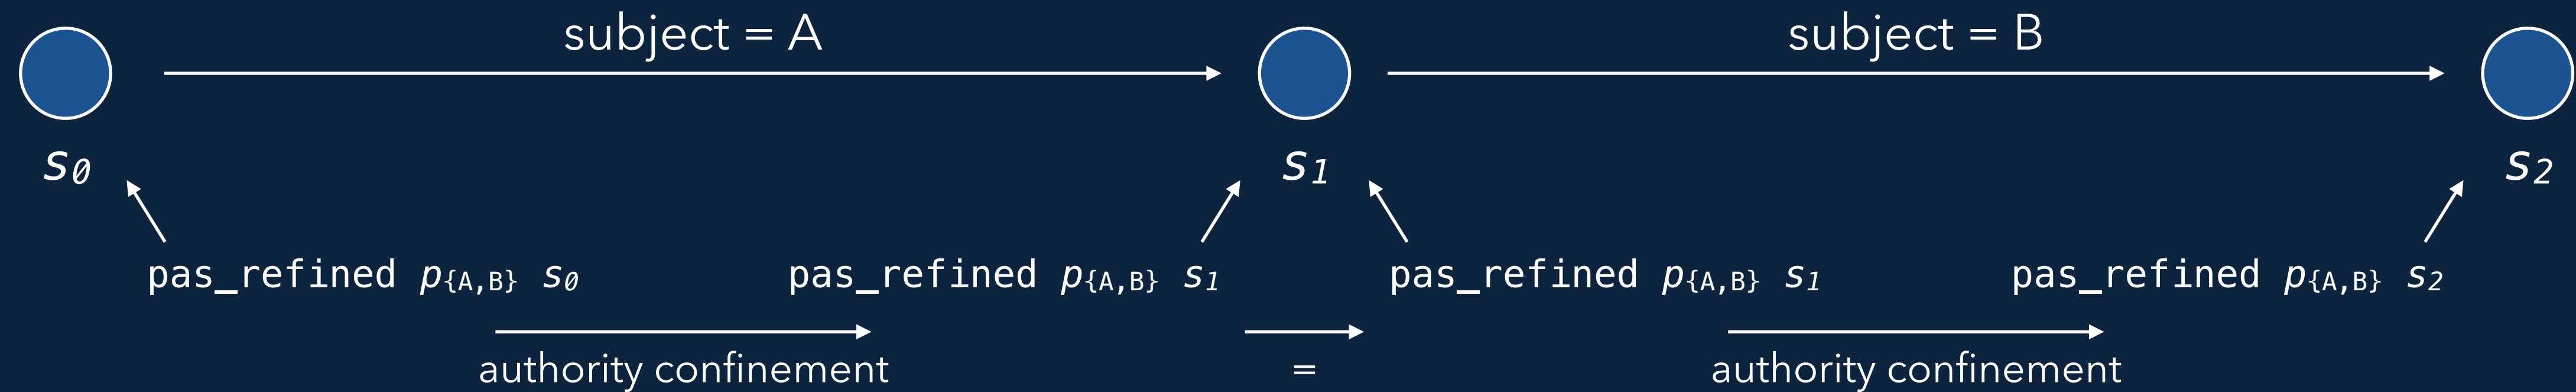 subject = A
subject = B
s0
s1
s2
pas_refined p{A,B} s0
pas_refined p{A,B} s1
pas_refined p{A,B} s1
pas_refined p{A,B} s2
authority confinement
=
authority confinement